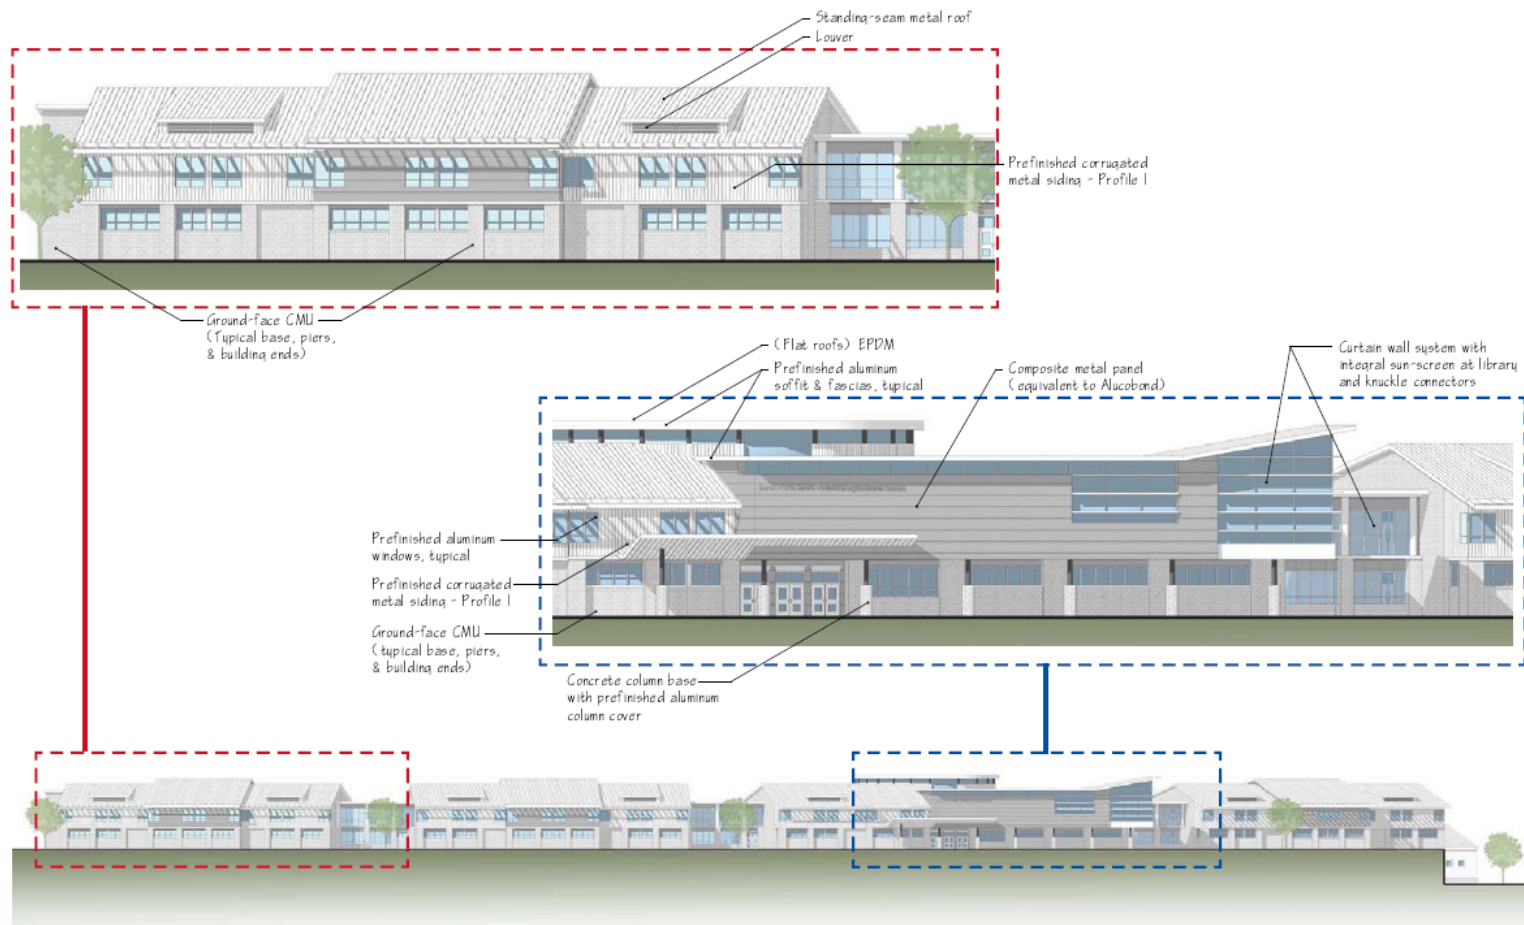 Standing-seam metal roof
Louver
Prefinished corrugated
metal siding - Profile 1
Ground-face CMU
(Typical base, piers,
& building ends)
(Flat roofs) EPDM
Prefinished aluminum
soffit & fascias, typical
Composite metal panel
(equivalent to Alucobond)
Curtain wall system with
integral sun-screen at library
and knuckle connectors
Prefinished aluminum
windows, typical
Prefinished corrugated
metal siding - Profile 1
Ground-face CMU
(typical base, piers,
& building ends)
Concrete column base
with prefinished aluminum
column cover